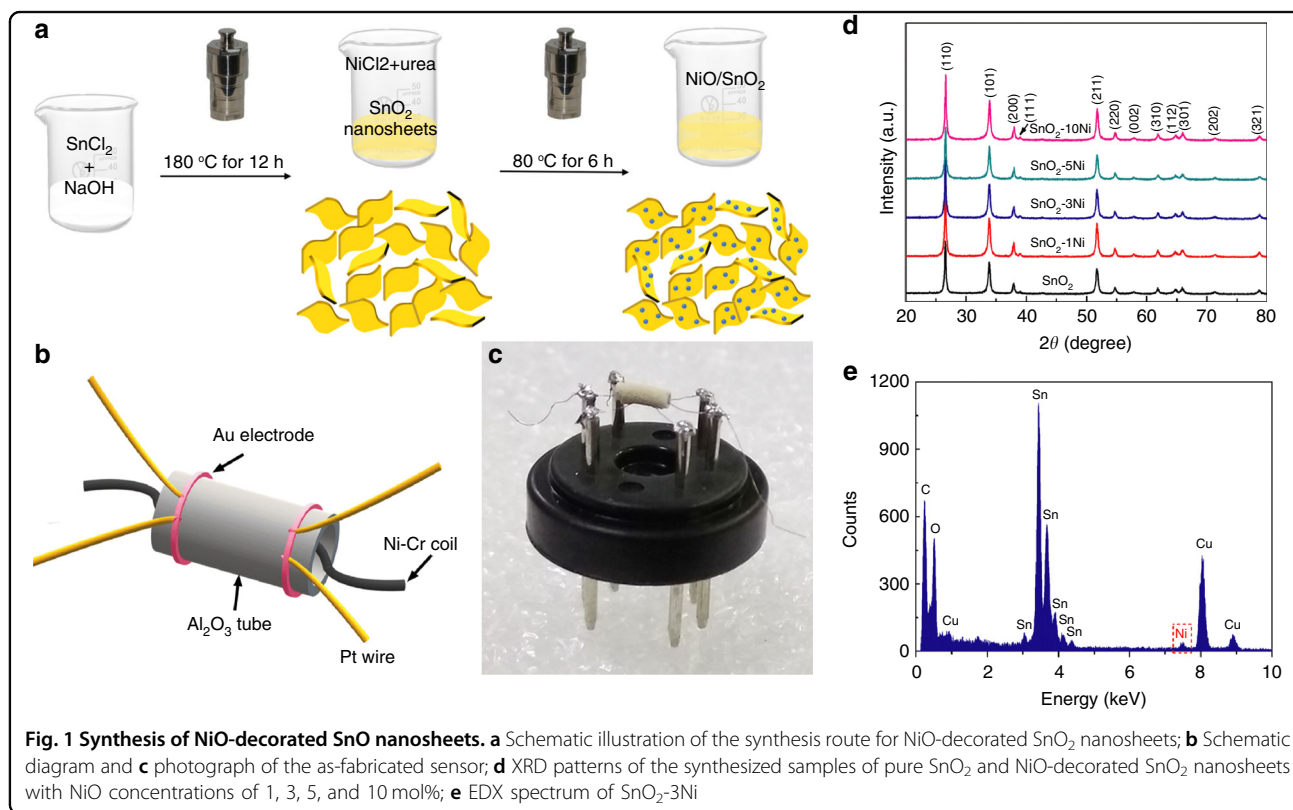 a
SnCl2
+
NaOH
180 °C for 12 h
NiCl2+urea
SnO2
nanosheets
80 °C for 6 h
NiO/SnO2
b
Au electrode
Ni-Cr coil
Al2O3 tube
Pt wire
c
d
Intensity (a.u.)
(110)
(101)
(200)
(111)
(211)
(220)
(002)
(310)
(112)
(301)
(202)
(321)
SnO2-10Ni
SnO2-5Ni
SnO2-3Ni
SnO2-1Ni
SnO2
20 30 40 50 60 70 80
2θ (degree)
e
Counts
1200
900
600
300
0
C
O
Cu
Sn
Sn
Sn
Sn
Sn
Sn
Ni
Cu
Cu
0 2 4 6 8 10
Energy (keV)
Fig. 1 Synthesis of NiO-decorated SnO nanosheets. a Schematic illustration of the synthesis route for NiO-decorated SnO2 nanosheets; b Schematic
diagram and c photograph of the as-fabricated sensor; d XRD patterns of the synthesized samples of pure SnO2 and NiO-decorated SnO2 nanosheets
with NiO concentrations of 1, 3, 5, and 10 mol%; e EDX spectrum of SnO2-3Ni